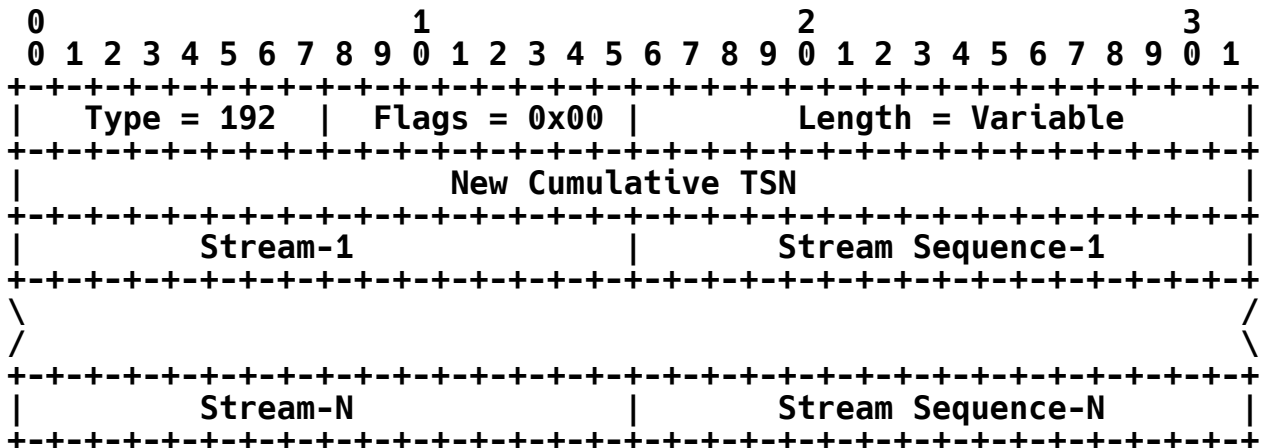 0                   1                   2                   3
 0 1 2 3 4 5 6 7 8 9 0 1 2 3 4 5 6 7 8 9 0 1 2 3 4 5 6 7 8 9 0 1
+-+-+-+-+-+-+-+-+-+-+-+-+-+-+-+-+-+-+-+-+-+-+-+-+-+-+-+-+-+-+-+-+
|   Type = 192  |  Flags = 0x00 |        Length = Variable      |
+-+-+-+-+-+-+-+-+-+-+-+-+-+-+-+-+-+-+-+-+-+-+-+-+-+-+-+-+-+-+-+-+
|                      New Cumulative TSN                       |
+-+-+-+-+-+-+-+-+-+-+-+-+-+-+-+-+-+-+-+-+-+-+-+-+-+-+-+-+-+-+-+-+
|         Stream-1              |       Stream Sequence-1       |
+-+-+-+-+-+-+-+-+-+-+-+-+-+-+-+-+-+-+-+-+-+-+-+-+-+-+-+-+-+-+-+-+
\                                                               /
/                                                               \
+-+-+-+-+-+-+-+-+-+-+-+-+-+-+-+-+-+-+-+-+-+-+-+-+-+-+-+-+-+-+-+-+
|         Stream-N              |       Stream Sequence-N       |
+-+-+-+-+-+-+-+-+-+-+-+-+-+-+-+-+-+-+-+-+-+-+-+-+-+-+-+-+-+-+-+-+